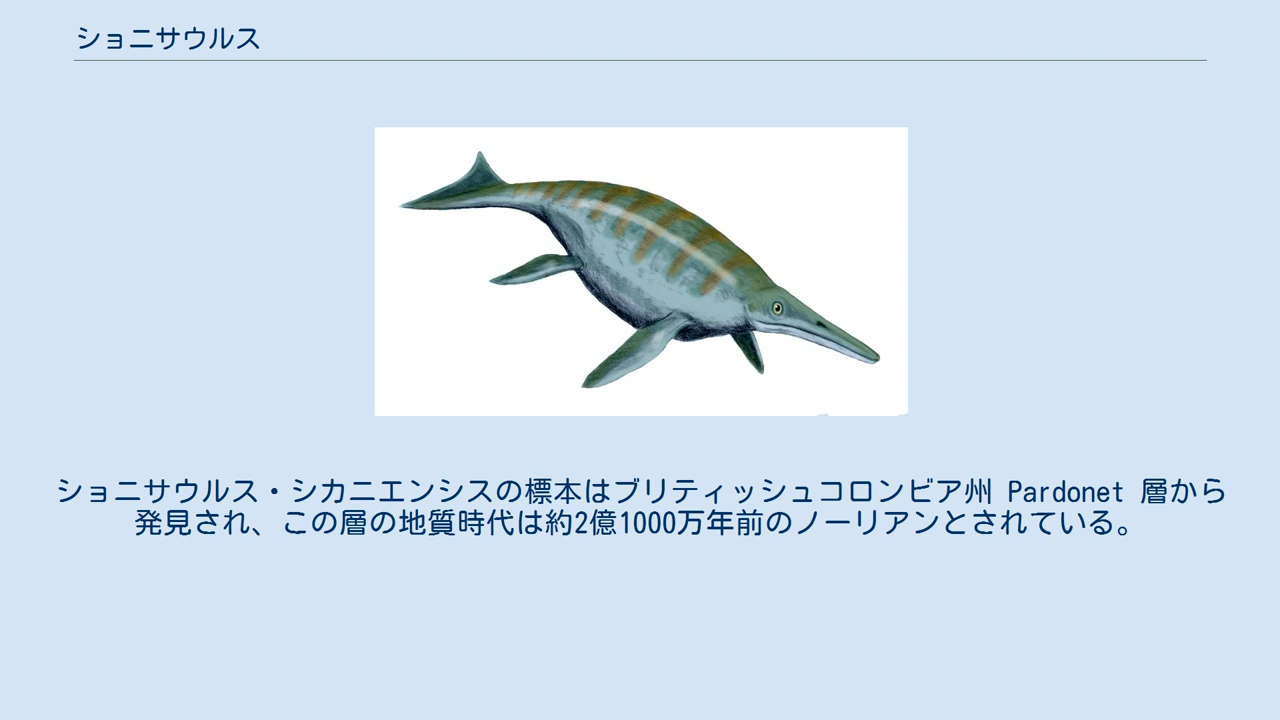 ショニサウルス
ショニサウルス・シカニエンシスの標本はブリティッシュコロンビア州 Pardonet 層から
発見され、この層の地質時代は約2億1000万年前のノーリアンとされている。